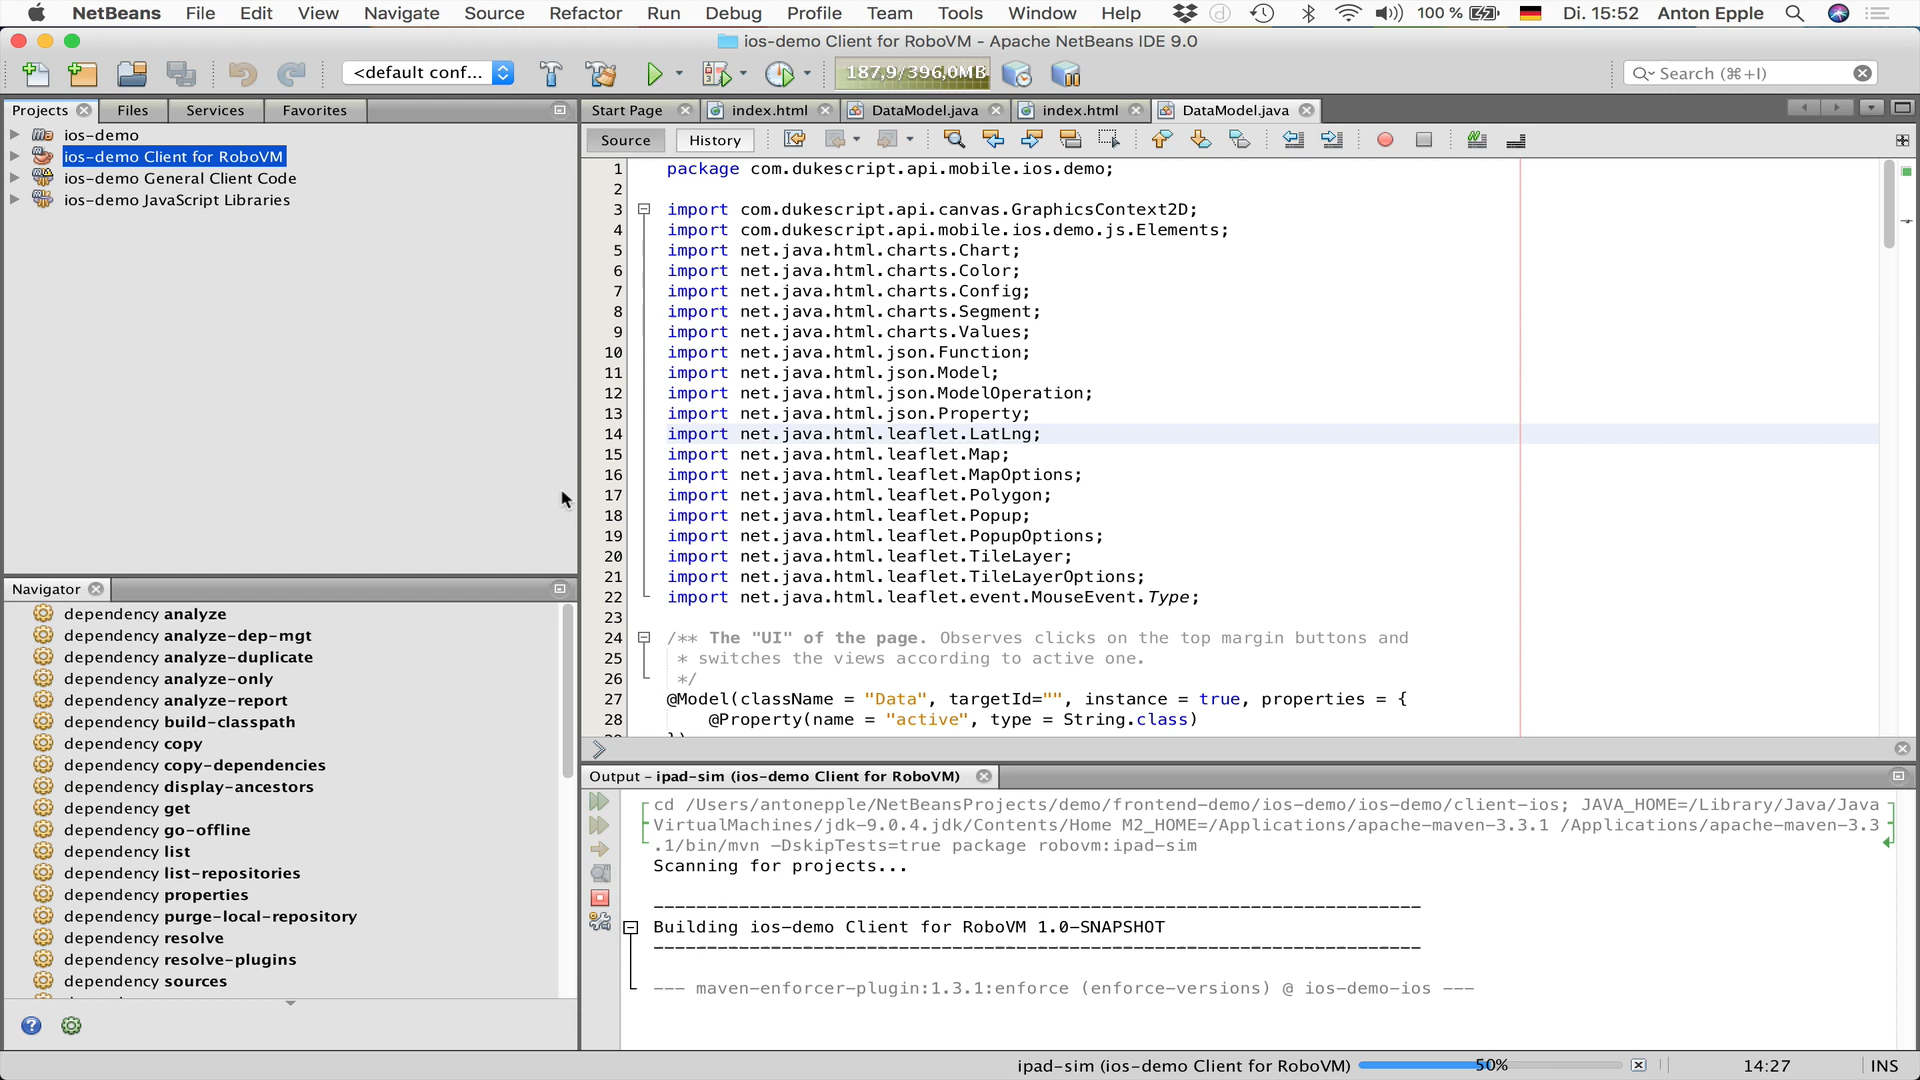 NetBeans File Edit View Navigate Source Refactor Run Debug Profile Team Tools Window Help 100 % Di. 15:52 Anton Epple
ios-demo Client for RoboVM - Apache NetBeans IDE 9.0
<default conf... 187,9/396,0MB Search (⌘+I)
Projects Files Services Favorites
ios-demo
ios-demo Client for RoboVM
ios-demo General Client Code
ios-demo JavaScript Libraries
Navigator
dependency analyze
dependency analyze-dep-mgt
dependency analyze-duplicate
dependency analyze-only
dependency analyze-report
dependency build-classpath
dependency copy
dependency copy-dependencies
dependency display-ancestors
dependency get
dependency go-offline
dependency list
dependency list-repositories
dependency properties
dependency purge-local-repository
dependency resolve
dependency resolve-plugins
dependency sources
Start Page index.html DataModel.java index.html DataModel.java
Source History
1 package com.dukescript.api.mobile.ios.demo;
2
3 import com.dukescript.api.canvas.GraphicsContext2D;
4 import com.dukescript.api.mobile.ios.demo.js.Elements;
5 import net.java.html.charts.Chart;
6 import net.java.html.charts.Color;
7 import net.java.html.charts.Config;
8 import net.java.html.charts.Segment;
9 import net.java.html.charts.Values;
10 import net.java.html.json.Function;
11 import net.java.html.json.Model;
12 import net.java.html.json.ModelOperation;
13 import net.java.html.json.Property;
14 import net.java.html.leaflet.LatLng;
15 import net.java.html.leaflet.Map;
16 import net.java.html.leaflet.MapOptions;
17 import net.java.html.leaflet.Polygon;
18 import net.java.html.leaflet.Popup;
19 import net.java.html.leaflet.PopupOptions;
20 import net.java.html.leaflet.TileLayer;
21 import net.java.html.leaflet.TileLayerOptions;
22 import net.java.html.leaflet.event.MouseEvent.Type;
23
24 /** The "UI" of the page. Observes clicks on the top margin buttons and
25 * switches the views according to active one.
26 */
27 @Model(className = "Data", targetId="", instance = true, properties = {
28 @Property(name = "active", type = String.class)
Output – ipad-sim (ios-demo Client for RoboVM)
cd /Users/antonepple/NetBeansProjects/demo/frontend-demo/ios-demo/ios-demo/client-ios; JAVA_HOME=/Library/Java/Java
VirtualMachines/jdk-9.0.4.jdk/Contents/Home M2_HOME=/Applications/apache-maven-3.3.1 /Applications/apache-maven-3.3
.1/bin/mvn -DskipTests=true package robovm:ipad-sim
Scanning for projects...
------------------------------------------------------------------------
Building ios-demo Client for RoboVM 1.0-SNAPSHOT
------------------------------------------------------------------------
--- maven-enforcer-plugin:1.3.1:enforce (enforce-versions) @ ios-demo-ios ---
ipad-sim (ios-demo Client for RoboVM) 50% 14:27 INS